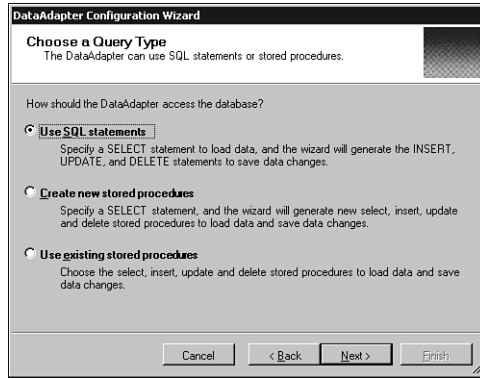 DataAdapter Configuration Wizard
Choose a Query Type
The DataAdapter can use SQL statements or stored procedures.
How should the DataAdapter access the database?
Use SQL statements
Specify a SELECT statement to load data, and the wizard will generate the INSERT,
UPDATE, and DELETE statements to save data changes.
Create new stored procedures
Specify a SELECT statement, and the wizard will generate new select, insert, update
and delete stored procedures to load data and save data changes.
Use existing stored procedures
Choose the select, insert, update and delete stored procedures to load data and save
data changes.
Cancel < Back Next > Finish